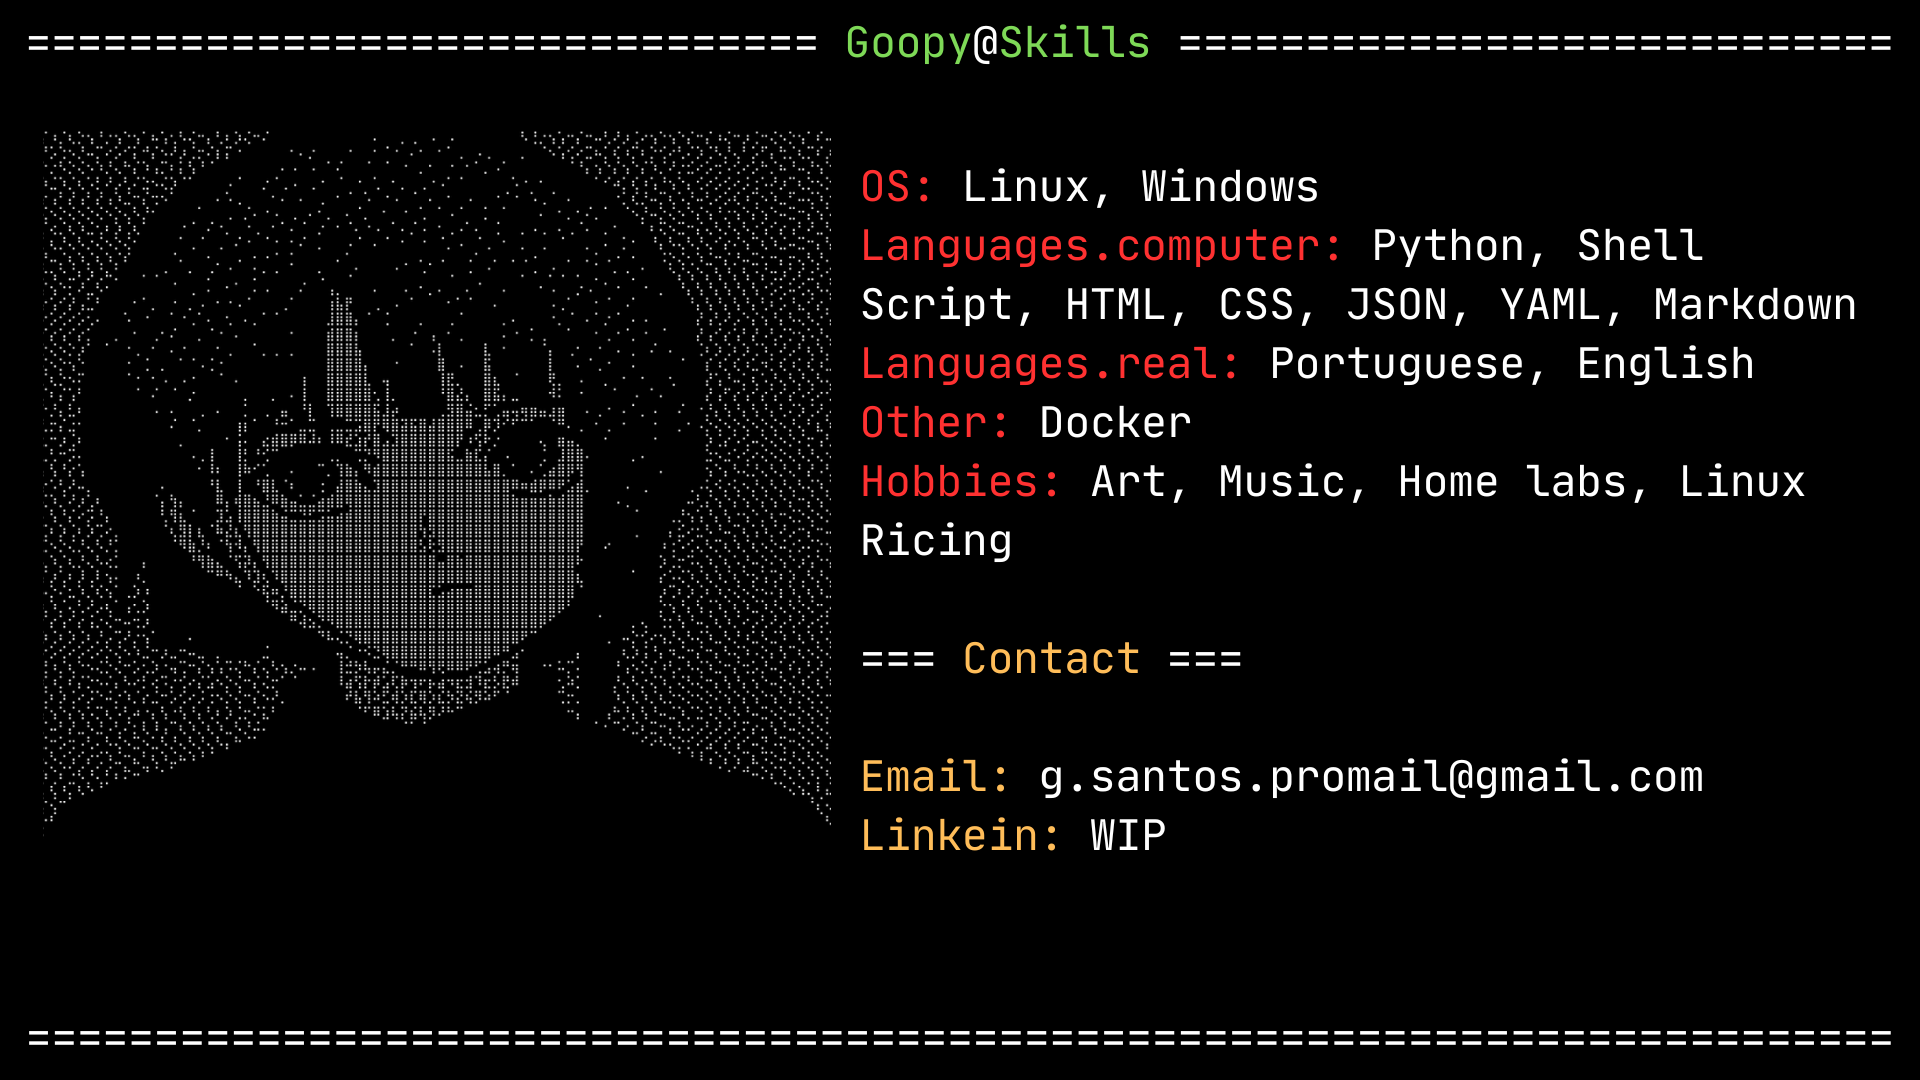 =============================== Goopy@Skills ============================
OS: Linux, Windows
Languages.computer: Python, Shell
Script, HTML, CSS, JSON, YAML, Markdown
Languages.real: Portuguese, English
Other: Docker
Hobbies: Art, Music, Home labs, Linux
Ricing
=== Contact ===
Email: g.santos.promail@gmail.com
Linkein: WIP
=========================================================================